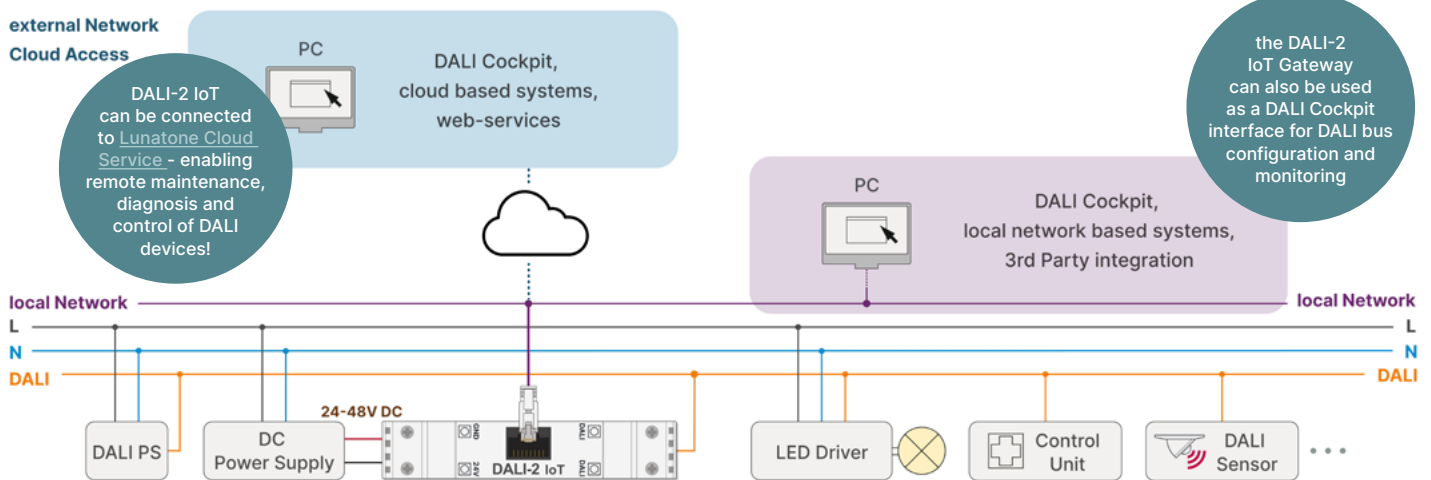 external Network
Cloud Access
DALI-2 IoT
can be connected
to Lunatone Cloud
Service - enabling
remote maintenance,
diagnosis and
control of DALI
devices!
PC
DALI Cockpit,
cloud based systems,
web-services
the DALI-2
IoT Gateway
can also be used
as a DALI Cockpit
interface for DALI bus
configuration and
monitoring
PC
DALI Cockpit,
local network based systems,
3rd Party integration
local Network
local Network
L
L
N
N
DALI
DALI
24-48V DC
DALI PS
DC
Power Supply
GND
24V
DALI
DALI
DALI-2 IoT
LED Driver
Control
Unit
DALI
Sensor